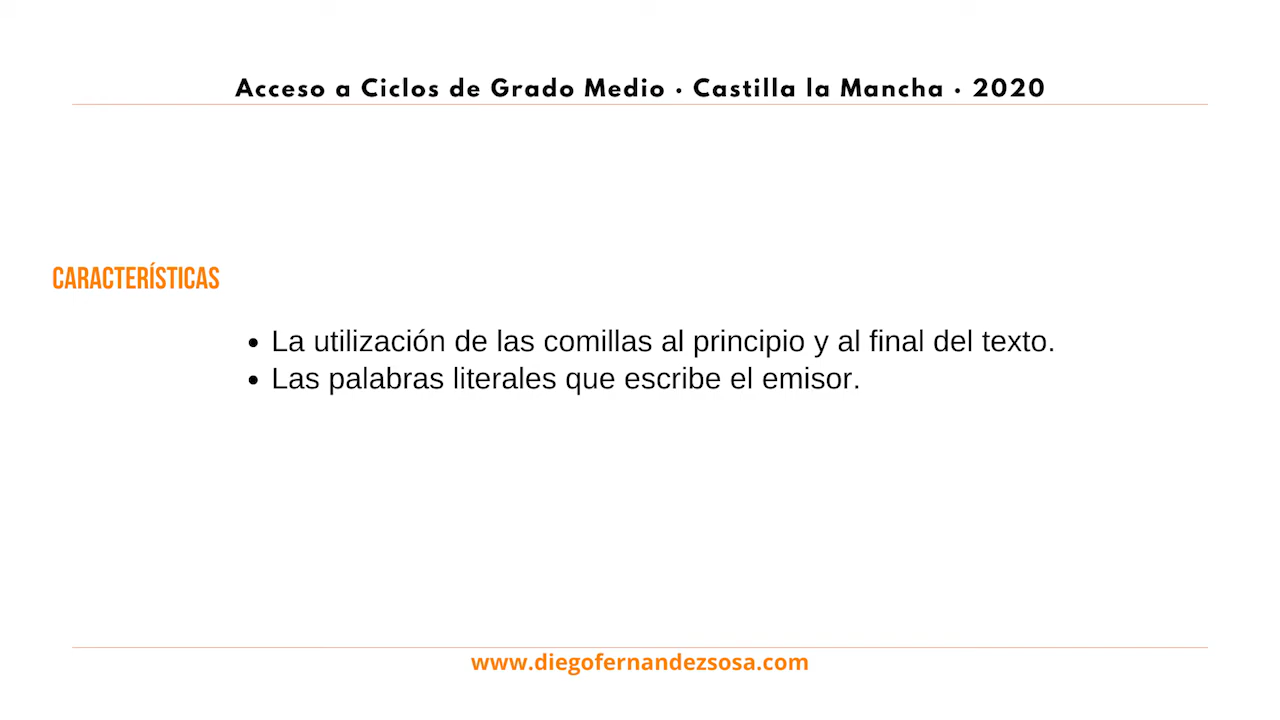 Acceso a Ciclos de Grado Medio · Castilla la Mancha · 2020
CARACTERÍSTICAS
• La utilización de las comillas al principio y al final del texto.
• Las palabras literales que escribe el emisor.
www.diegofernandezsosa.com